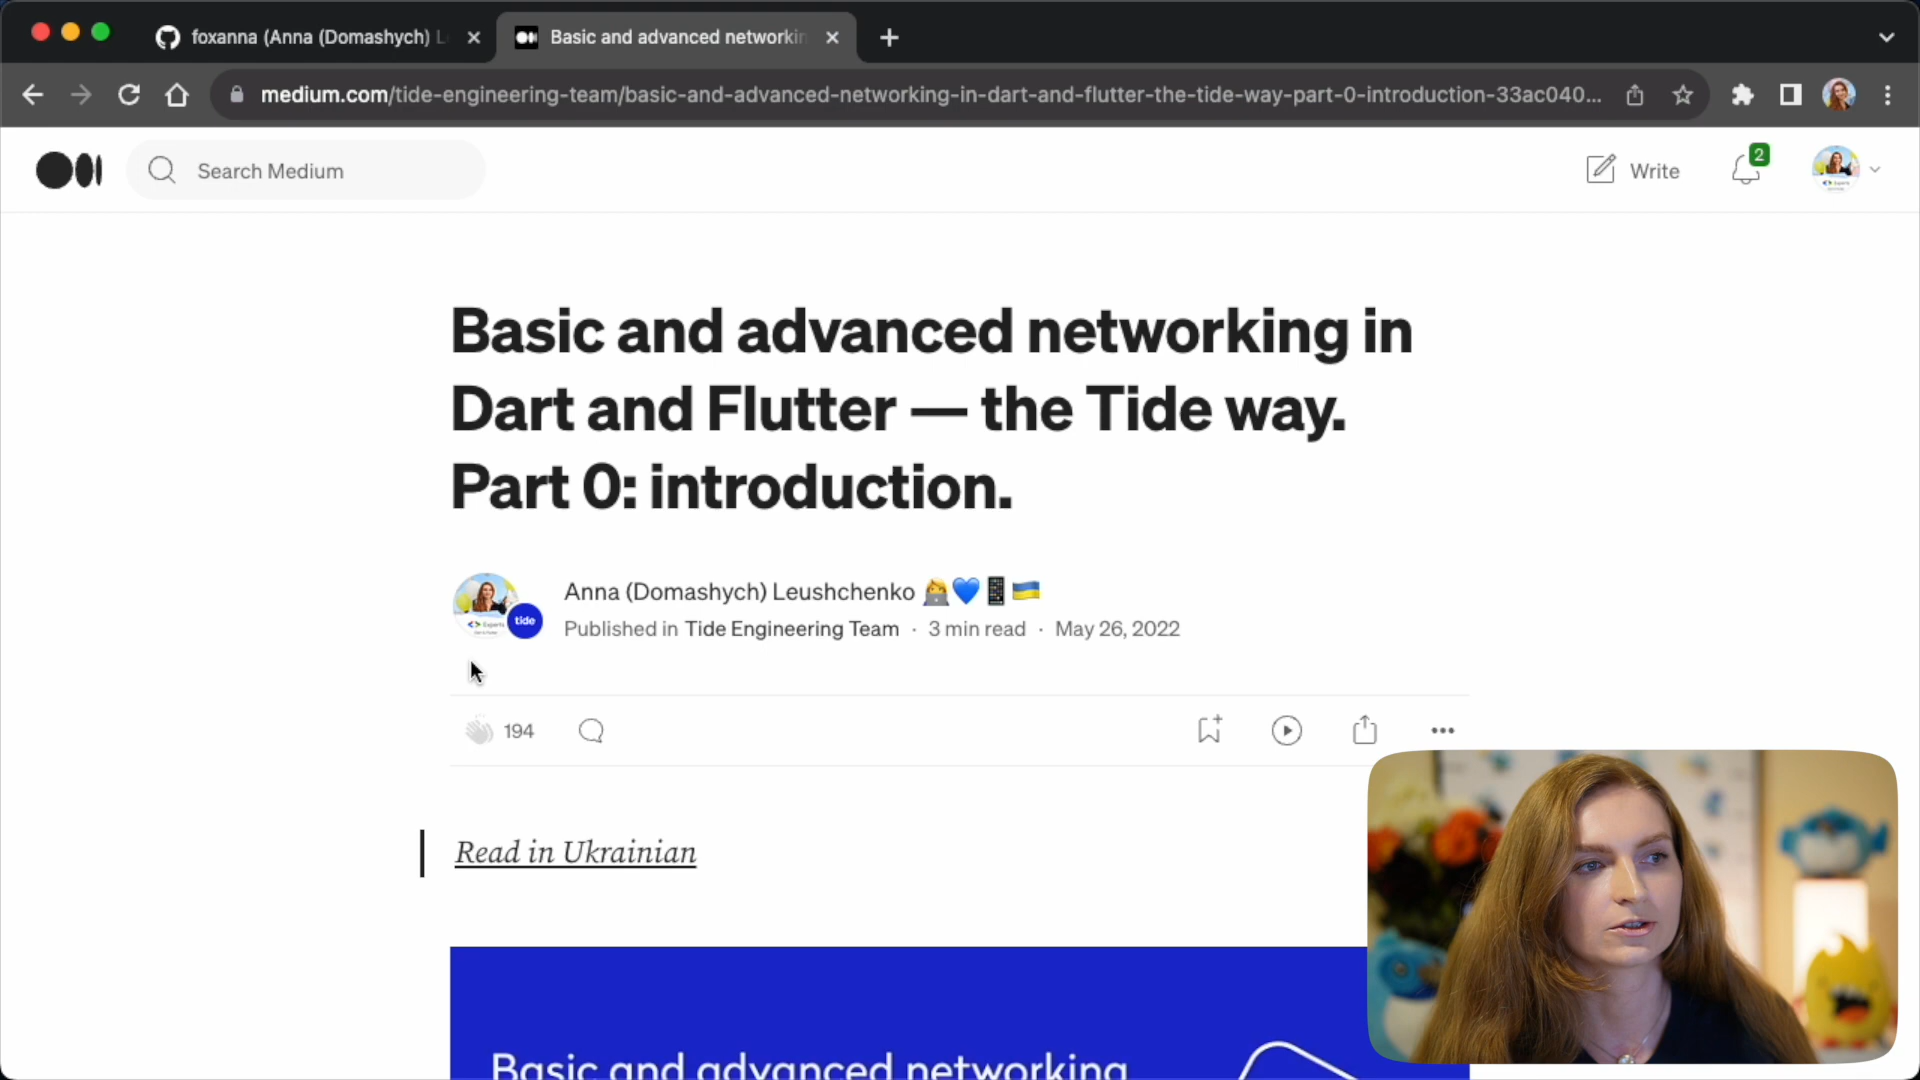 foxanna (Anna (Domashych)
Basic and advanced networkin
medium.com/tide-engineering-team/basic-and-advanced-networking-in-dart-and-flutter-the-tide-way-part-0-introduction-33ac040...
Search Medium
Write
2
Basic and advanced networking in
Dart and Flutter — the Tide way.
Part 0: introduction.
tide
Experts
Anna (Domashych) Leushchenko 👩‍💻💙📱🇺🇦
Published in Tide Engineering Team · 3 min read · May 26, 2022
194
Read in Ukrainian
Basic and advanced networking